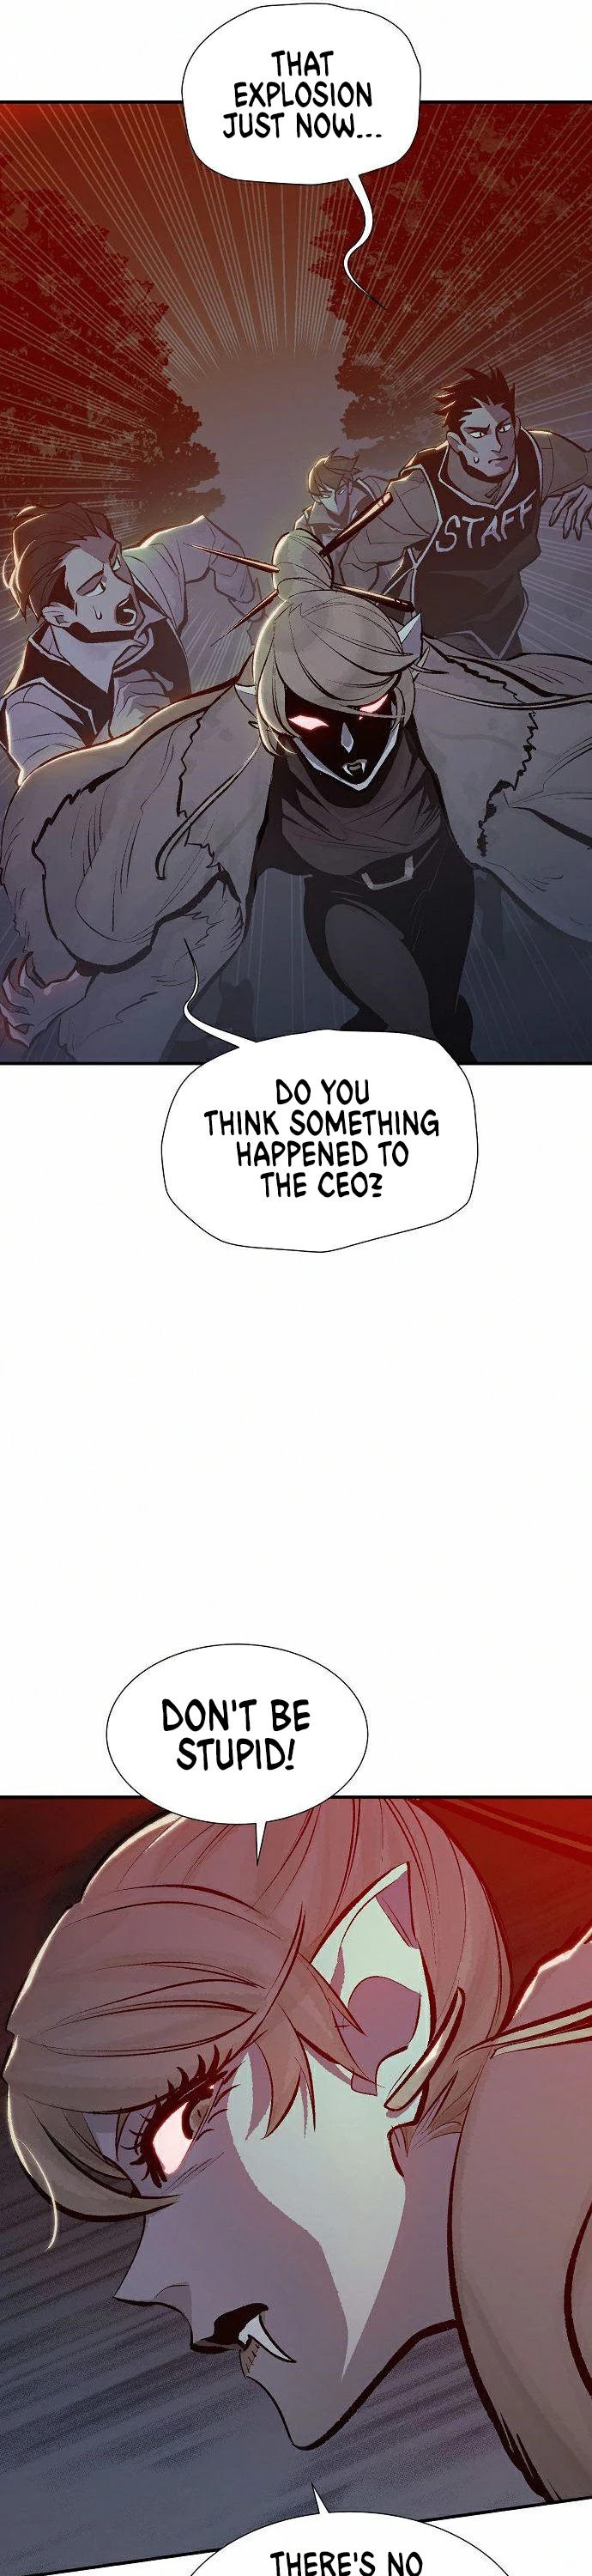 THAT
EXPLOSION
JUST NOW...
STAFF
DO YOU
THINK SOMETHING
HAPPENED TO
THE CEO?
DON'T BE
STUPID!
THERE'S NO